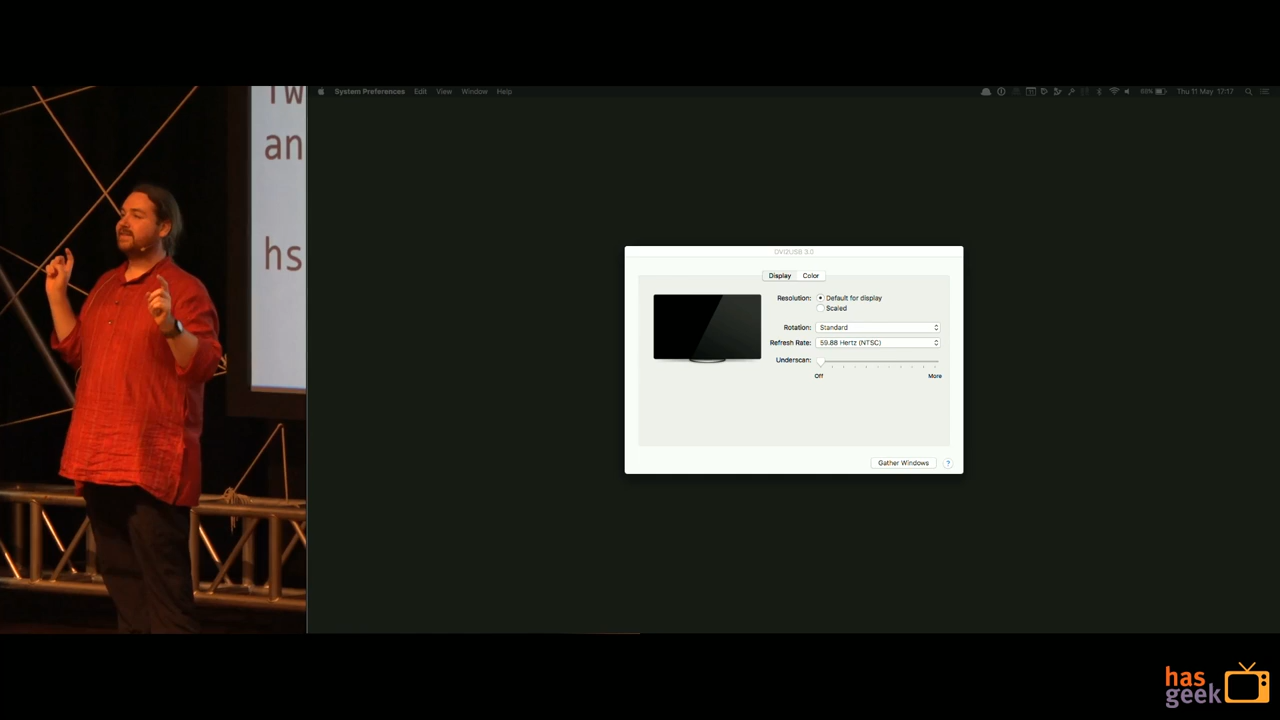 Tw
an
hs
System Preferences Edit View Window Help
Thu 11 May 17:17
DVI2USB 3.0
Display Color
Resolution: Default for display
Scaled
Rotation: Standard
Refresh Rate: 59.88 Hertz (NTSC)
Underscan:
Off More
Gather Windows ?
has
geek